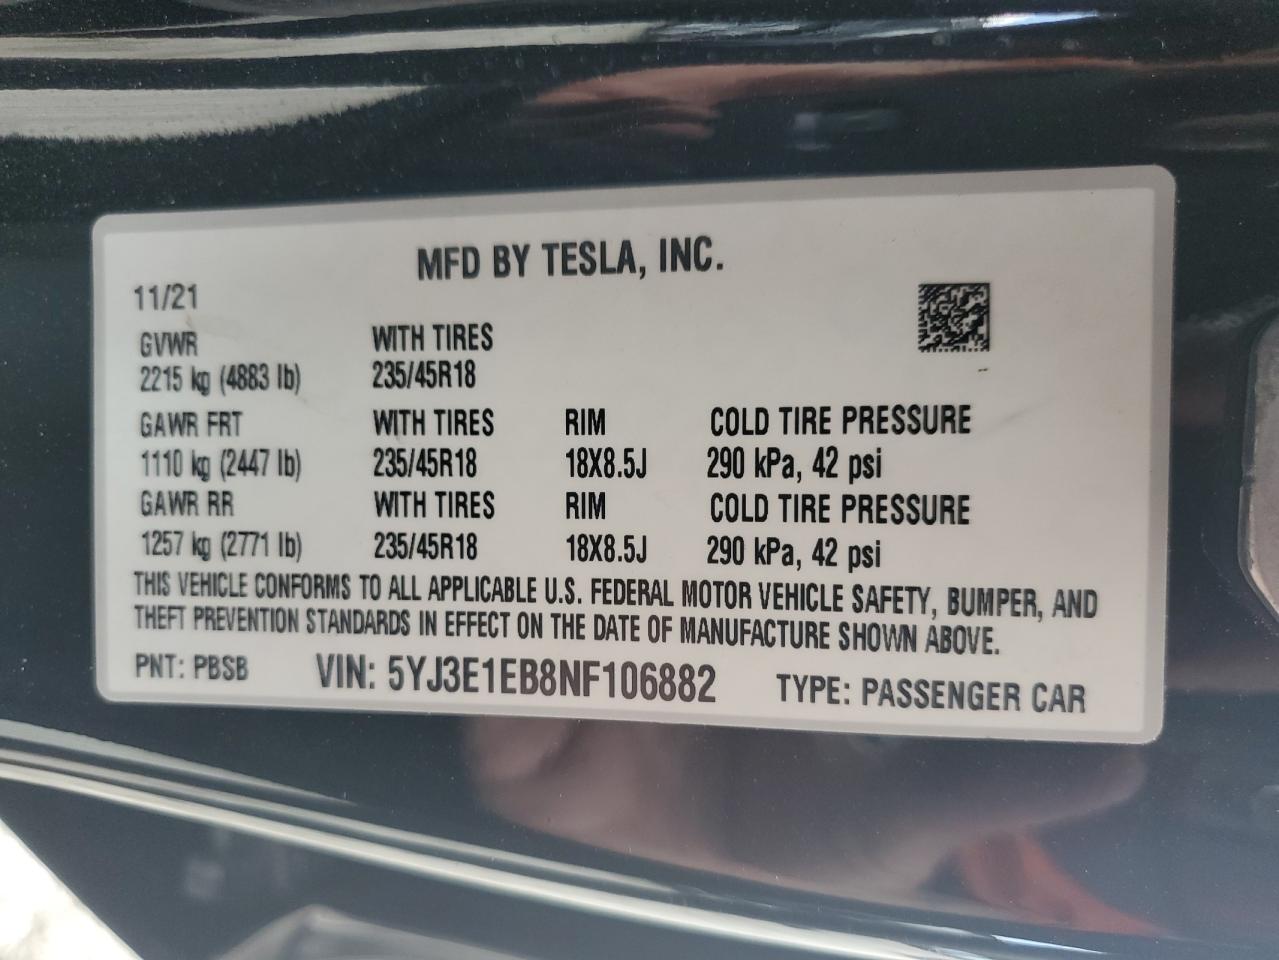 MFD BY TESLA, INC.
11/21
GVWR WITH TIRES
2215 kg (4883 lb) 235/45R18
GAWR FRT WITH TIRES RIM COLD TIRE PRESSURE
1110 kg (2447 lb) 235/45R18 18X8.5J 290 kPa, 42 psi
GAWR RR WITH TIRES RIM COLD TIRE PRESSURE
1257 kg (2771 lb) 235/45R18 18X8.5J 290 kPa, 42 psi
THIS VEHICLE CONFORMS TO ALL APPLICABLE U.S. FEDERAL MOTOR VEHICLE SAFETY, BUMPER, AND
THEFT PREVENTION STANDARDS IN EFFECT ON THE DATE OF MANUFACTURE SHOWN ABOVE.
PNT: PBSB VIN: 5YJ3E1EB8NF106882 TYPE: PASSENGER CAR